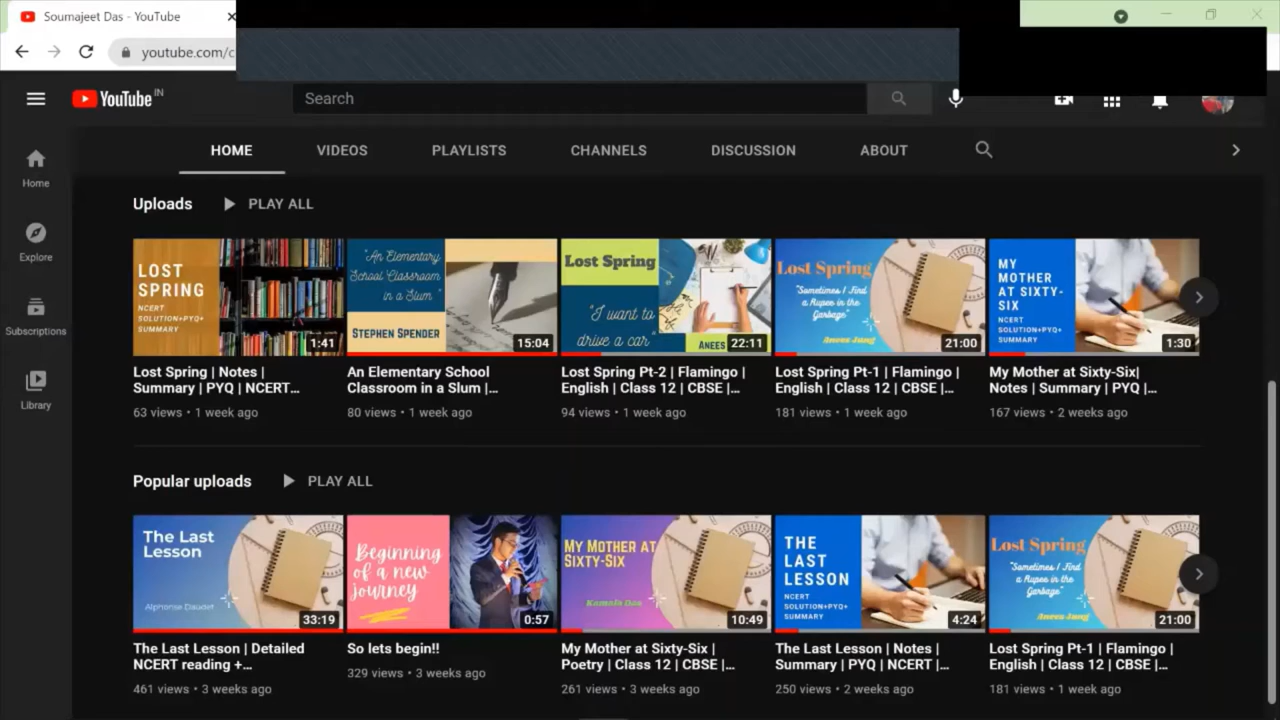 Soumajeet Das - YouTube
youtube.com/c
YouTube IN
Search
HOME
VIDEOS
PLAYLISTS
CHANNELS
DISCUSSION
ABOUT
Home
Explore
Subscriptions
Library
Uploads
PLAY ALL
LOST
SPRING
NCERT
SOLUTION+PYQ+
SUMMARY
1:41
"An Elementary
School Classroom
in a Slum"
STEPHEN SPENDER
15:04
Lost Spring
"I want to
drive a car"
ANEES
22:11
Lost Spring
"Sometimes I Find
a Rupee in the
Garbage"
Anees Jung
21:00
MY
MOTHER
AT SIXTY-
SIX
NCERT
SOLUTION+PYQ+
SUMMARY
1:30
Lost Spring | Notes |
Summary | PYQ | NCERT...
63 views • 1 week ago
An Elementary School
Classroom in a Slum |...
80 views • 1 week ago
Lost Spring Pt-2 | Flamingo |
English | Class 12 | CBSE |...
94 views • 1 week ago
Lost Spring Pt-1 | Flamingo |
English | Class 12 | CBSE |...
181 views • 1 week ago
My Mother at Sixty-Six|
Notes | Summary | PYQ |...
167 views • 2 weeks ago
Popular uploads
PLAY ALL
The Last
Lesson
Alphonse Daudet
33:19
Beginning
of a new
journey
0:57
MY MOTHER AT
SIXTY-SIX
Kamala Das
10:49
THE
LAST
LESSON
NCERT
SOLUTION+PYQ+
SUMMARY
4:24
Lost Spring
"Sometimes I Find
a Rupee in the
Garbage"
Anees Jung
21:00
The Last Lesson | Detailed
NCERT reading +...
461 views • 3 weeks ago
So lets begin!!
329 views • 3 weeks ago
My Mother at Sixty-Six |
Poetry | Class 12 | CBSE |...
261 views • 3 weeks ago
The Last Lesson | Notes |
Summary | PYQ | NCERT |...
250 views • 2 weeks ago
Lost Spring Pt-1 | Flamingo |
English | Class 12 | CBSE |...
181 views • 1 week ago